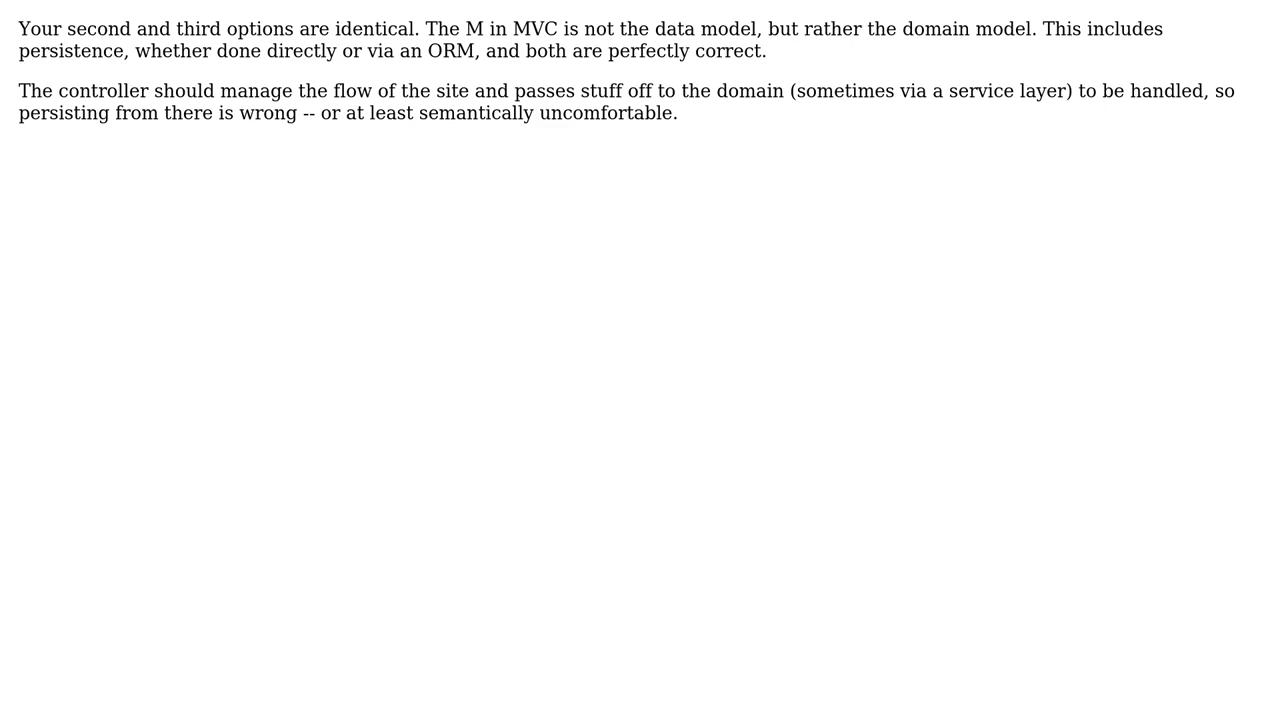 Your second and third options are identical. The M in MVC is not the data model, but rather the domain model. This includes
persistence, whether done directly or via an ORM, and both are perfectly correct.
The controller should manage the flow of the site and passes stuff off to the domain (sometimes via a service layer) to be handled, so
persisting from there is wrong -- or at least semantically uncomfortable.